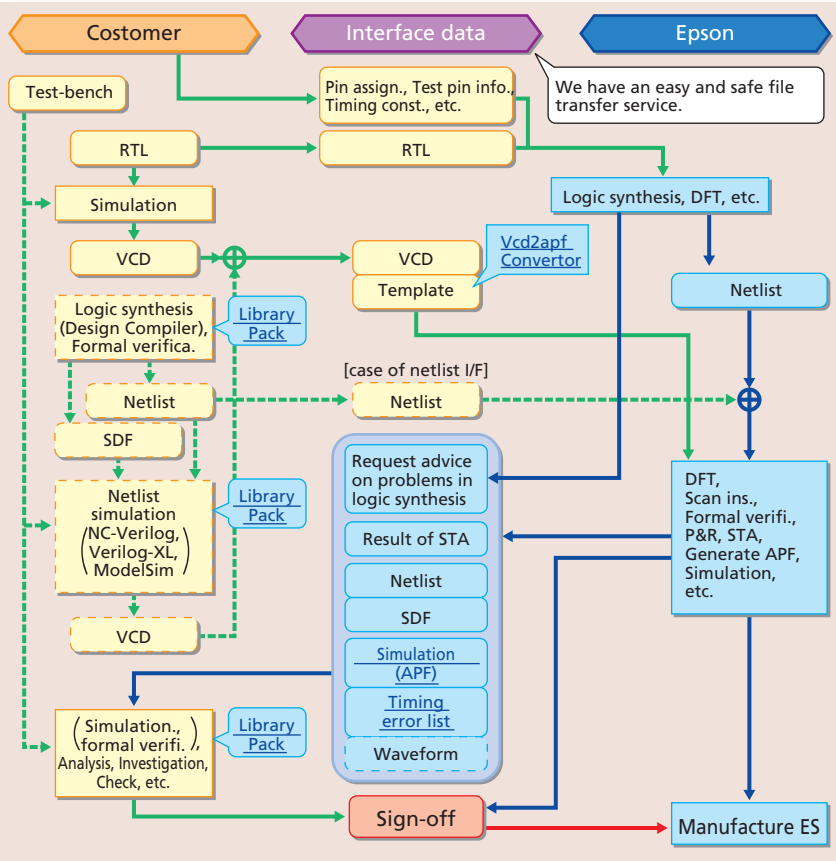 Costomer
Interface data
Epson
Test-bench
Pin assign., Test pin info.,
Timing const., etc.
We have an easy and safe file
transfer service.
RTL
RTL
Simulation
Logic synthesis, DFT, etc.
VCD
VCD
Template
Vcd2apf
Convertor
Netlist
Logic synthesis
(Design Compiler),
Formal verifica.
Library
Pack
[case of netlist I/F]
Netlist
Netlist
SDF
Request advice
on problems in
logic synthesis
DFT,
Scan ins.,
Formal verifi.,
P&R, STA,
Generate APF,
Simulation,
etc.
Netlist
simulation
(NC-Verilog,
Verilog-XL,
ModelSim)
Library
Pack
Result of STA
Netlist
SDF
VCD
Simulation
(APF)
Timing
error list
Waveform
(Simulation.,
formal verifi.),
Analysis, Investigation,
Check, etc.
Library
Pack
Sign-off
Manufacture ES